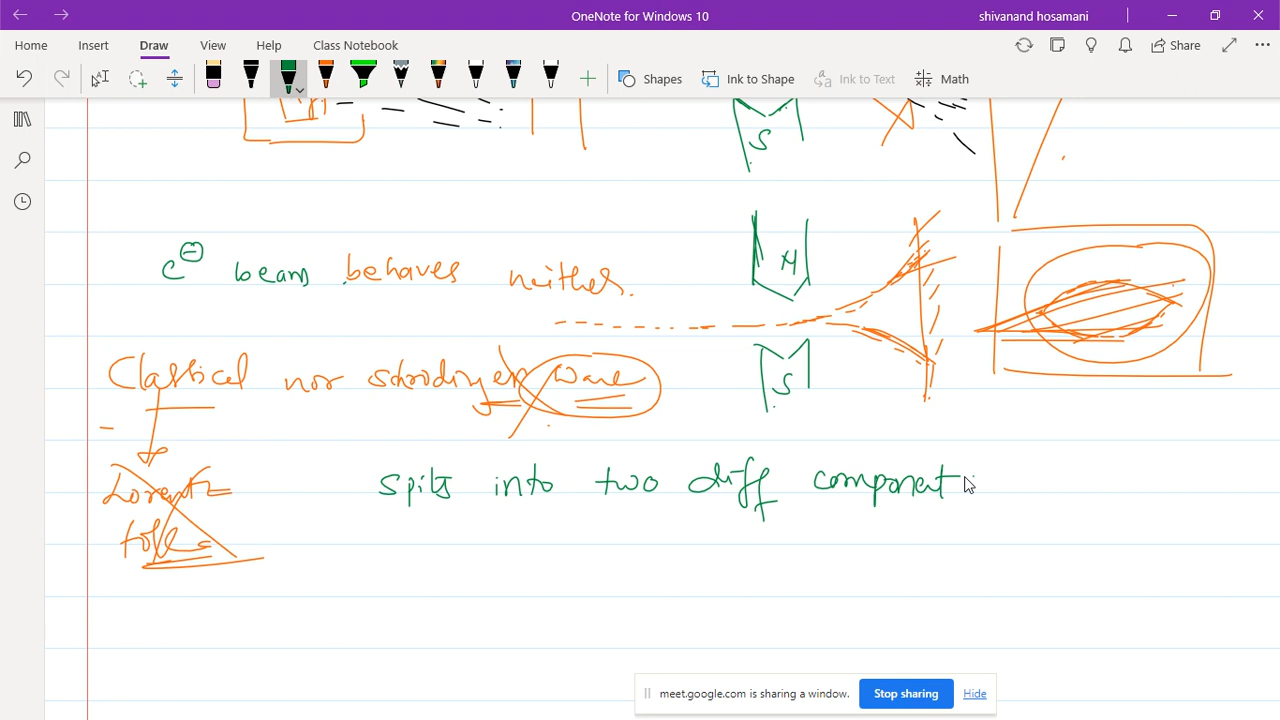 OneNote for Windows 10
shivanand hosamani
Home Insert Draw View Help Class Notebook
Share
Shapes Ink to Shape Ink to Text Math
S
N
e⊖ beam behaves neither.
S
Classical nor schrodinger Wave
Lorentz
spits into two diff component
meet.google.com is sharing a window. Stop sharing Hide